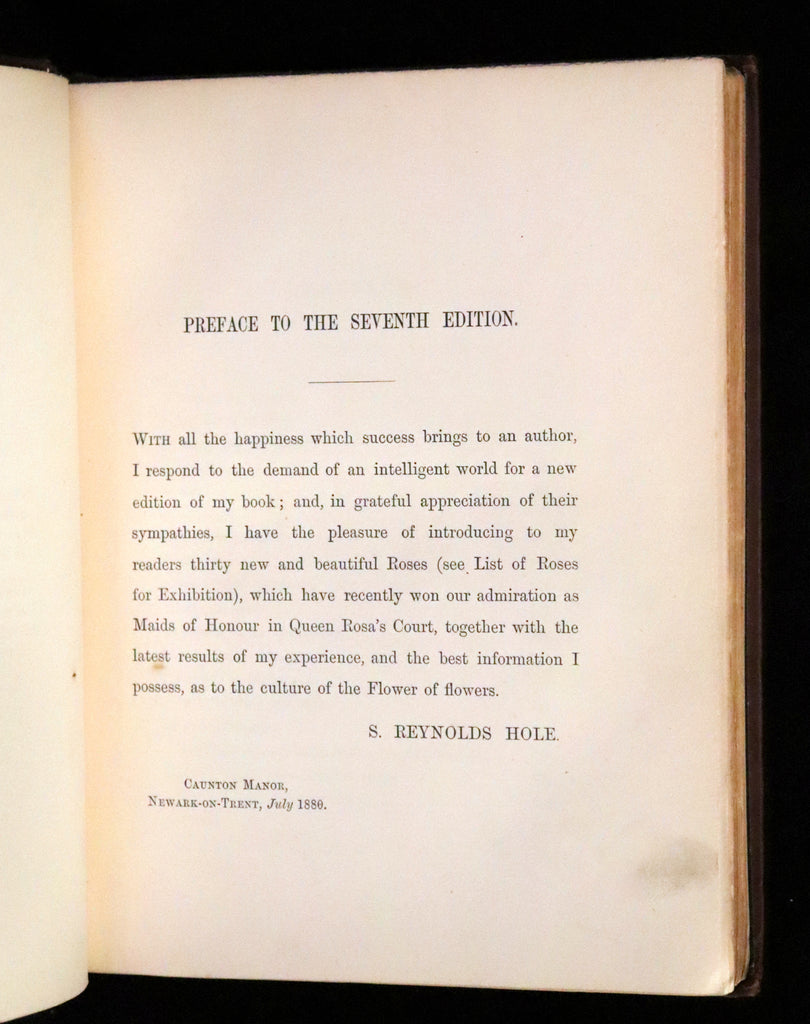 PREFACE TO THE SEVENTH EDITION.
WITH all the happiness which success brings to an author,
I respond to the demand of an intelligent world for a new
edition of my book; and, in grateful appreciation of their
sympathies, I have the pleasure of introducing to my
readers thirty new and beautiful Roses (see List of Roses
for Exhibition), which have recently won our admiration as
Maids of Honour in Queen Rosa's Court, together with the
latest results of my experience, and the best information I
possess, as to the culture of the Flower of flowers.
S. REYNOLDS HOLE.
CAUNTON MANOR,
NEWARK-ON-TRENT, July 1880.